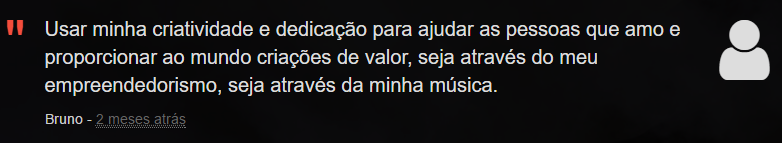 " Usar minha criatividade e dedicação para ajudar as pessoas que amo e
proporcionar ao mundo criações de valor, seja através do meu
empreendedorismo, seja através da minha música.
Bruno - 2 meses atrás